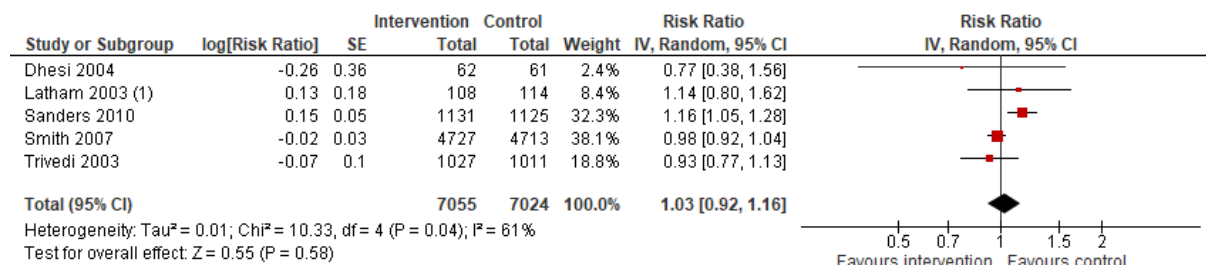 Intervention Control Risk Ratio Risk Ratio
Study or Subgroup log[Risk Ratio] SE Total Total Weight IV, Random, 95% CI IV, Random, 95% CI
Dhesi 2004 -0.26 0.36 62 61 2.4% 0.77 [0.38, 1.56]
Latham 2003 (1) 0.13 0.18 108 114 8.4% 1.14 [0.80, 1.62]
Sanders 2010 0.15 0.05 1131 1125 32.3% 1.16 [1.05, 1.28]
Smith 2007 -0.02 0.03 4727 4713 38.1% 0.98 [0.92, 1.04]
Trivedi 2003 -0.07 0.1 1027 1011 18.8% 0.93 [0.77, 1.13]
Total (95% CI) 7055 7024 100.0% 1.03 [0.92, 1.16]
Heterogeneity: Tau² = 0.01; Chi² = 10.33, df = 4 (P = 0.04); I² = 61%
Test for overall effect: Z = 0.55 (P = 0.58)
0.5 0.7 1 1.5 2
Favours intervention Favours control